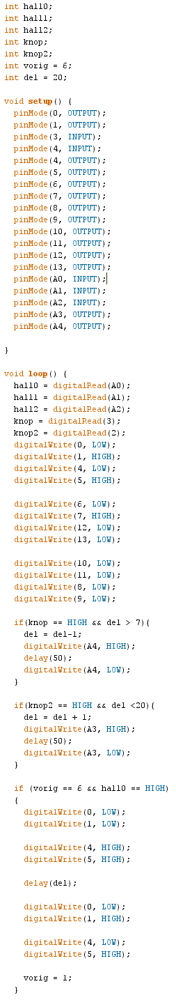 int hall0;
int hall1;
int hall2;
int knop;
int knop2;
int vorig = 6;
int del = 20;
void setup() {
pinMode(0, OUTPUT);
pinMode(1, OUTPUT);
pinMode(3, INPUT);
pinMode(4, INPUT);
pinMode(4, OUTPUT);
pinMode(5, OUTPUT);
pinMode(6, OUTPUT);
pinMode(7, OUTPUT);
pinMode(8, OUTPUT);
pinMode(9, OUTPUT);
pinMode(10, OUTPUT);
pinMode(11, OUTPUT);
pinMode(12, OUTPUT);
pinMode(13, OUTPUT);
pinMode(A0, INPUT);
pinMode(A1, INPUT);
pinMode(A2, INPUT);
pinMode(A3, OUTPUT);
pinMode(A4, OUTPUT);
}
void loop() {
hall0 = digitalRead(A0);
hall1 = digitalRead(A1);
hall2 = digitalRead(A2);
knop = digitalRead(3);
knop2 = digitalRead(2);
digitalWrite(0, LOW);
digitalWrite(1, HIGH);
digitalWrite(4, LOW);
digitalWrite(5, HIGH);
digitalWrite(6, LOW);
digitalWrite(7, HIGH);
digitalWrite(12, LOW);
digitalWrite(13, LOW);
digitalWrite(10, LOW);
digitalWrite(11, LOW);
digitalWrite(8, LOW);
digitalWrite(9, LOW);
if(knop == HIGH && del > 7){
del = del-1;
digitalWrite(A4, HIGH);
delay(50);
digitalWrite(A4, LOW);
}
if(knop2 == HIGH && del <20){
del = del + 1;
digitalWrite(A3, HIGH);
delay(50);
digitalWrite(A3, LOW);
}
if (vorig == 6 && hall0 == HIGH)
{
digitalWrite(0, LOW);
digitalWrite(1, LOW);
digitalWrite(4, HIGH);
digitalWrite(5, HIGH);
delay(del);
digitalWrite(0, LOW);
digitalWrite(1, HIGH);
digitalWrite(4, LOW);
digitalWrite(5, HIGH);
vorig = 1;
}